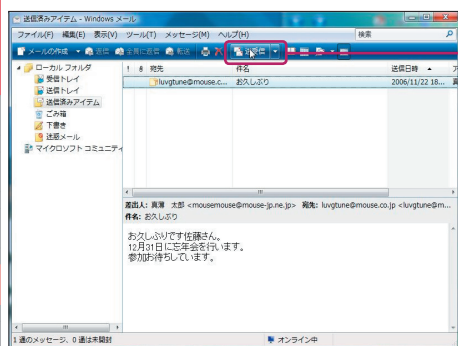 送信済みアイテム - Windows メール
ファイル(F) 編集(E) 表示(V) ツール(T) メッセージ(M) ヘルプ(H)
検索
メールの作成 返信 全員に返信 転送 送受信
ローカル フォルダ
受信トレイ
送信トレイ
送信済みアイテム
ごみ箱
下書き
迷惑メール
マイクロソフト コミュニティ
! 宛先 件名 送信日時
luvgtune@mouse.c... お久しぶり 2006/11/22 18...
差出人: 真澤 太郎 <mousemouse@mouse-jp.ne.jp> 宛先: luvgtune@mouse.co.jp <luvgtune@m...
件名: お久しぶり
お久しぶりです佐藤さん。
12月31日に忘年会を行います。
参加お待ちしています。
1 通のメッセージ、0 通は未開封
オンライン中